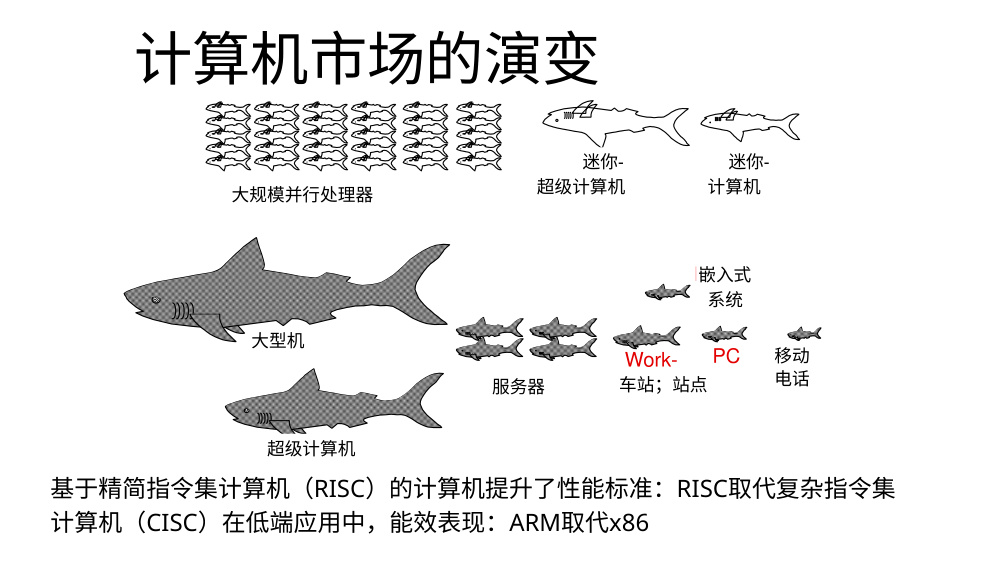 计算机市场的演变
大规模并行处理器
迷你-
超级计算机
迷你-
计算机
大型机
嵌入式
系统
服务器
Work-
车站；站点
PC
移动
电话
超级计算机
基于精简指令集计算机（RISC）的计算机提升了性能标准：RISC取代复杂指令集
计算机（CISC）在低端应用中，能效表现：ARM取代x86